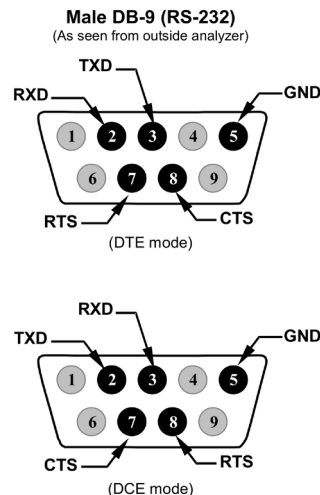 Male DB-9 (RS-232)
(As seen from outside analyzer)
TXD
RXD
GND
1 2 3 4 5
6 7 8 9
RTS
CTS
(DTE mode)
RXD
TXD
GND
1 2 3 4 5
6 7 8 9
CTS
RTS
(DCE mode)